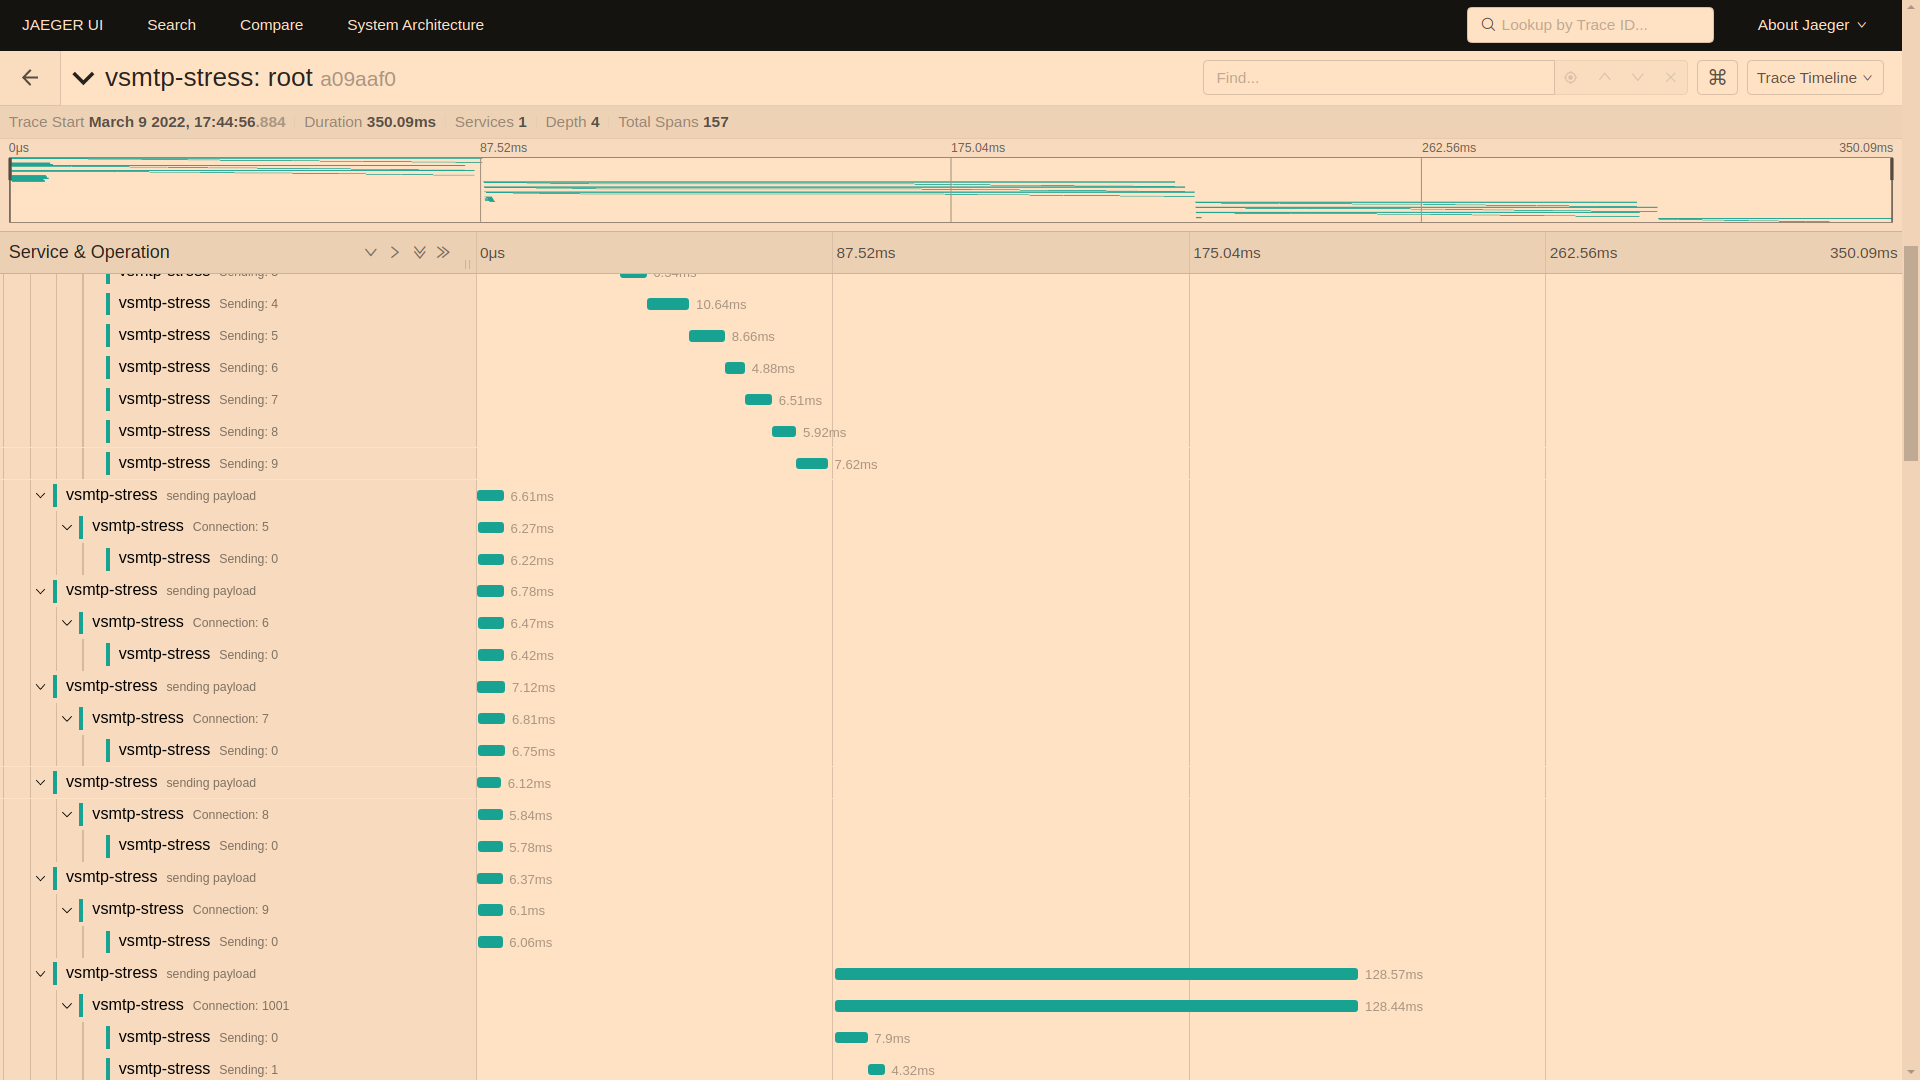 JAEGER UI Search Compare System Architecture Lookup by Trace ID... About Jaeger
vsmtp-stress: root a09aaf0 Find... ⌘ Trace Timeline
Trace Start March 9 2022, 17:44:56.884 Duration 350.09ms Services 1 Depth 4 Total Spans 157
0μs 87.52ms 175.04ms 262.56ms 350.09ms
Service & Operation 0μs 87.52ms 175.04ms 262.56ms 350.09ms
vsmtp-stress Sending: 4 10.64ms
vsmtp-stress Sending: 5 8.66ms
vsmtp-stress Sending: 6 4.88ms
vsmtp-stress Sending: 7 6.51ms
vsmtp-stress Sending: 8 5.92ms
vsmtp-stress Sending: 9 7.62ms
vsmtp-stress sending payload 6.61ms
vsmtp-stress Connection: 5 6.27ms
vsmtp-stress Sending: 0 6.22ms
vsmtp-stress sending payload 6.78ms
vsmtp-stress Connection: 6 6.47ms
vsmtp-stress Sending: 0 6.42ms
vsmtp-stress sending payload 7.12ms
vsmtp-stress Connection: 7 6.81ms
vsmtp-stress Sending: 0 6.75ms
vsmtp-stress sending payload 6.12ms
vsmtp-stress Connection: 8 5.84ms
vsmtp-stress Sending: 0 5.78ms
vsmtp-stress sending payload 6.37ms
vsmtp-stress Connection: 9 6.1ms
vsmtp-stress Sending: 0 6.06ms
vsmtp-stress sending payload 128.57ms
vsmtp-stress Connection: 1001 128.44ms
vsmtp-stress Sending: 0 7.9ms
vsmtp-stress Sending: 1 4.32ms